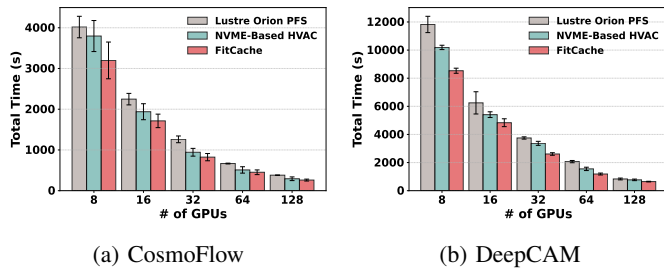 Total Time (s)
4000
3000
2000
1000
0
Lustre Orion PFS
NVME-Based HVAC
FitCache
8 16 32 64 128
# of GPUs
(a) CosmoFlow
Total Time (s)
12000
10000
8000
6000
4000
2000
0
Lustre Orion PFS
NVME-Based HVAC
FitCache
8 16 32 64 128
# of GPUs
(b) DeepCAM